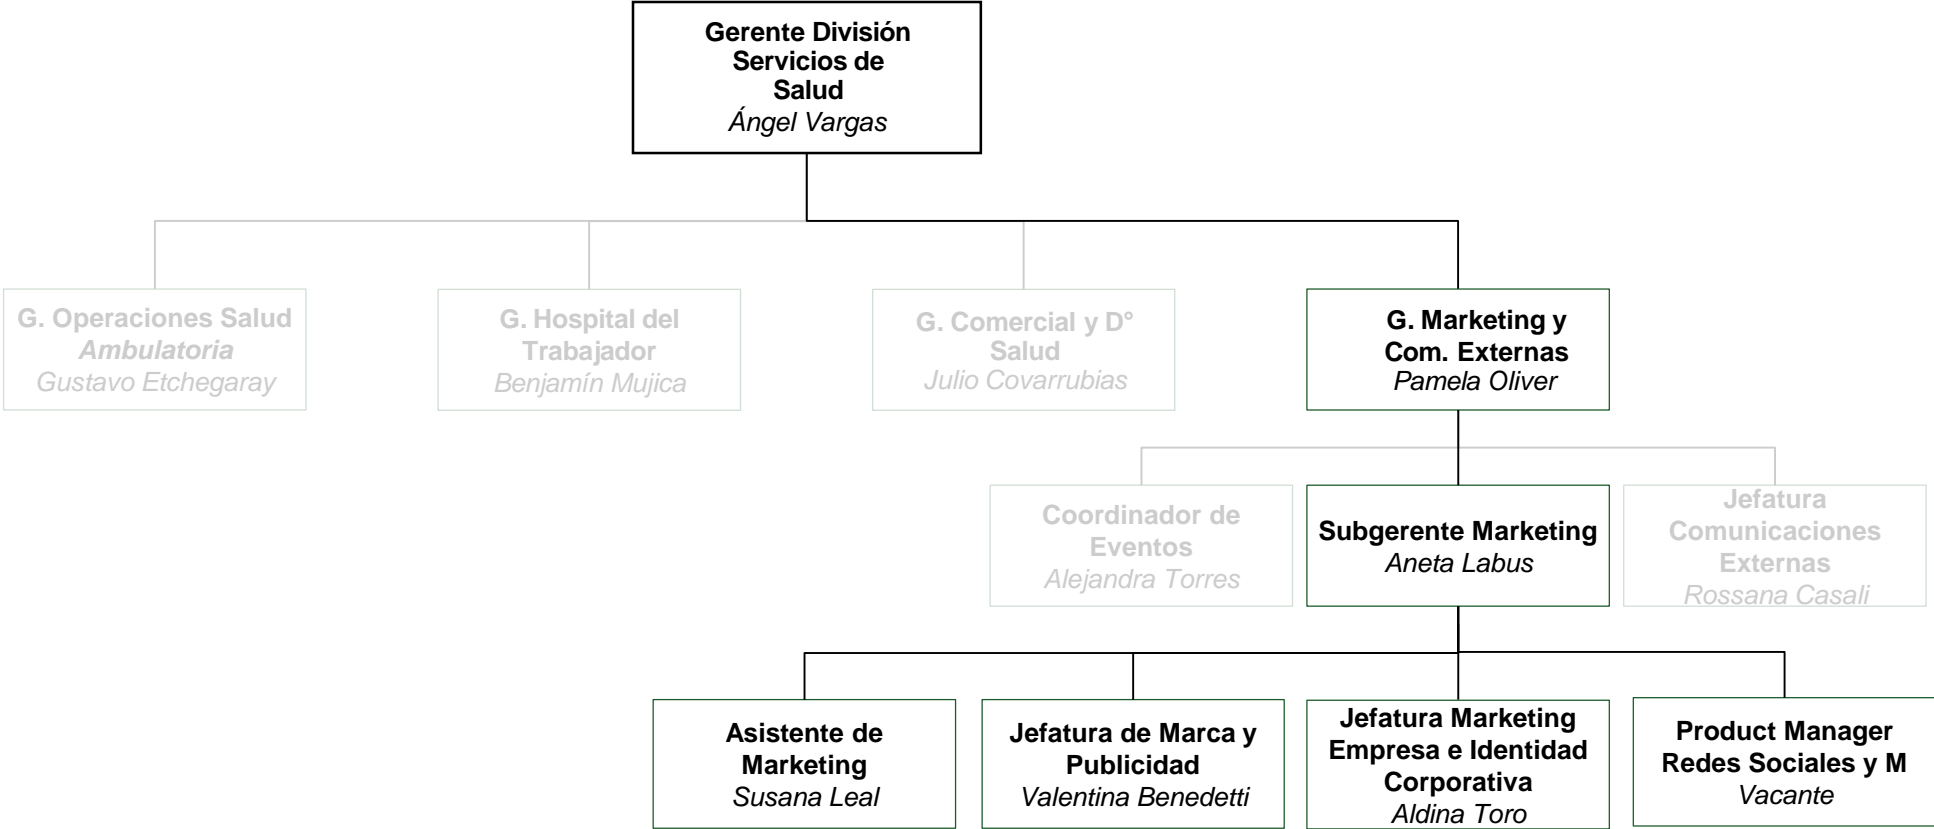 Gerente División
Servicios de
Salud
Ángel Vargas
G. Operaciones Salud
Ambulatoria
Gustavo Etchegaray
G. Hospital del
Trabajador
Benjamín Mujica
G. Comercial y D°
Salud
Julio Covarrubias
G. Marketing y
Com. Externas
Pamela Oliver
Coordinador de
Eventos
Alejandra Torres
Subgerente Marketing
Aneta Labus
Jefatura
Comunicaciones
Externas
Rossana Casali
Asistente de
Marketing
Susana Leal
Jefatura de Marca y
Publicidad
Valentina Benedetti
Jefatura Marketing
Empresa e Identidad
Corporativa
Aldina Toro
Product Manager
Redes Sociales y M
Vacante